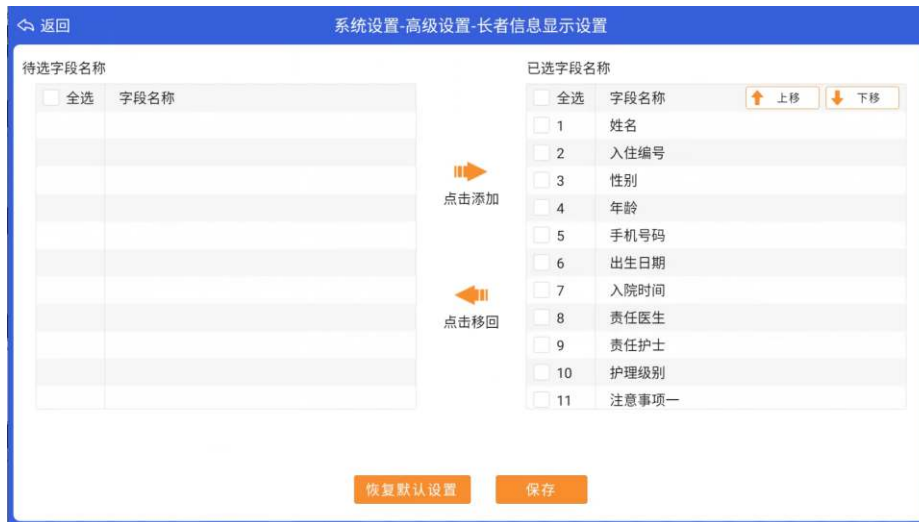 返回
系统设置-高级设置-长者信息显示设置
待选字段名称
全选 字段名称
点击添加
点击移回
已选字段名称
全选 字段名称 上移 下移
1 姓名
2 入住编号
3 性别
4 年龄
5 手机号码
6 出生日期
7 入院时间
8 责任医生
9 责任护士
10 护理级别
11 注意事项一
恢复默认设置 保存